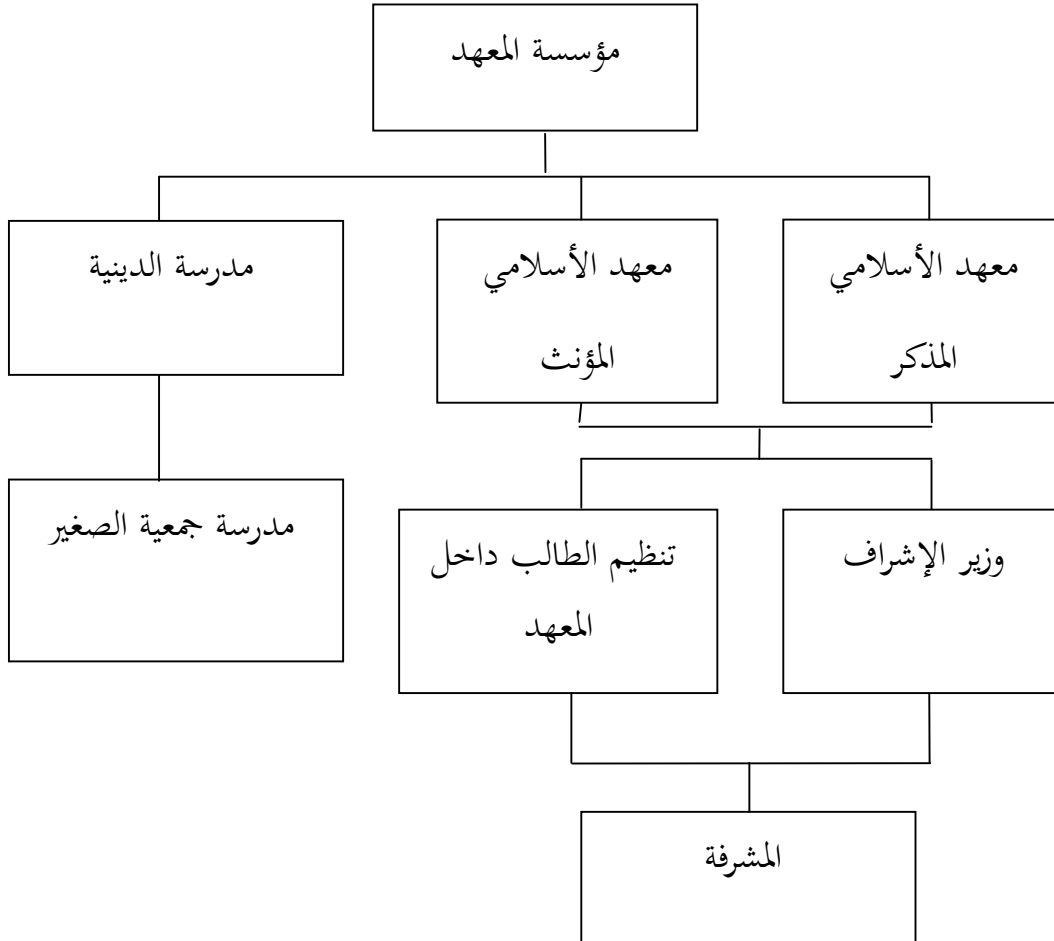 مؤسسة المعهد
معهد الأسلامي
المذكر
معهد الأسلامي
المؤنث
مدرسة الدينية
وزير الإشراف
تنظيم الطالب داخل
المعهد
مدرسة جمعية الصغير
المشرفة